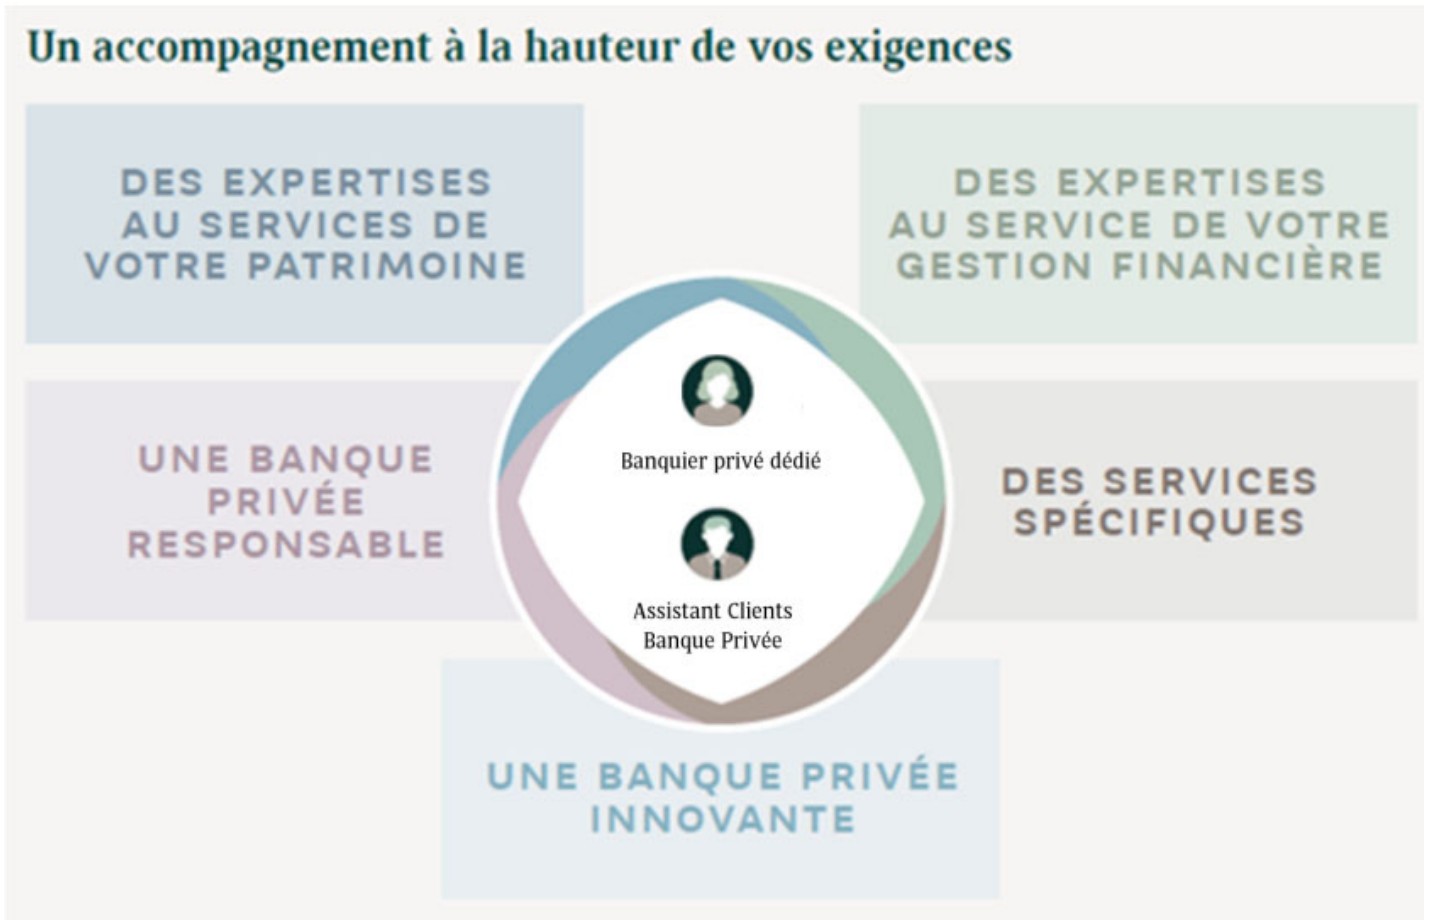 Un accompagnement à la hauteur de vos exigences
DES EXPERTISES
AU SERVICES DE
VOTRE PATRIMOINE
DES EXPERTISES
AU SERVICE DE VOTRE
GESTION FINANCIÈRE
UNE BANQUE
PRIVÉE
RESPONSABLE
Banquier privé dédié
Assistant Clients
Banque Privée
DES SERVICES
SPÉCIFIQUES
UNE BANQUE PRIVÉE
INNOVANTE